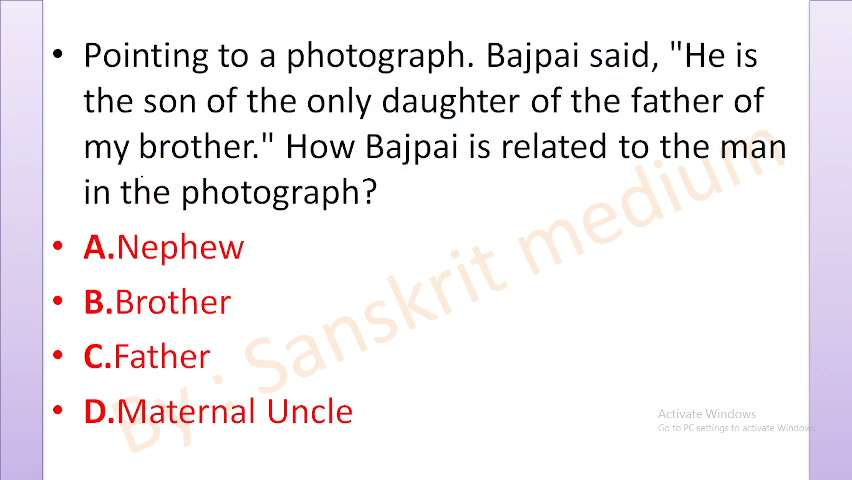 • Pointing to a photograph. Bajpai said, "He is
the son of the only daughter of the father of
my brother." How Bajpai is related to the man
in the photograph?
• A.Nephew
• B.Brother
• C.Father
• D.Maternal Uncle
By : Sanskrit medium
Activate Windows
Go to PC settings to activate Windows